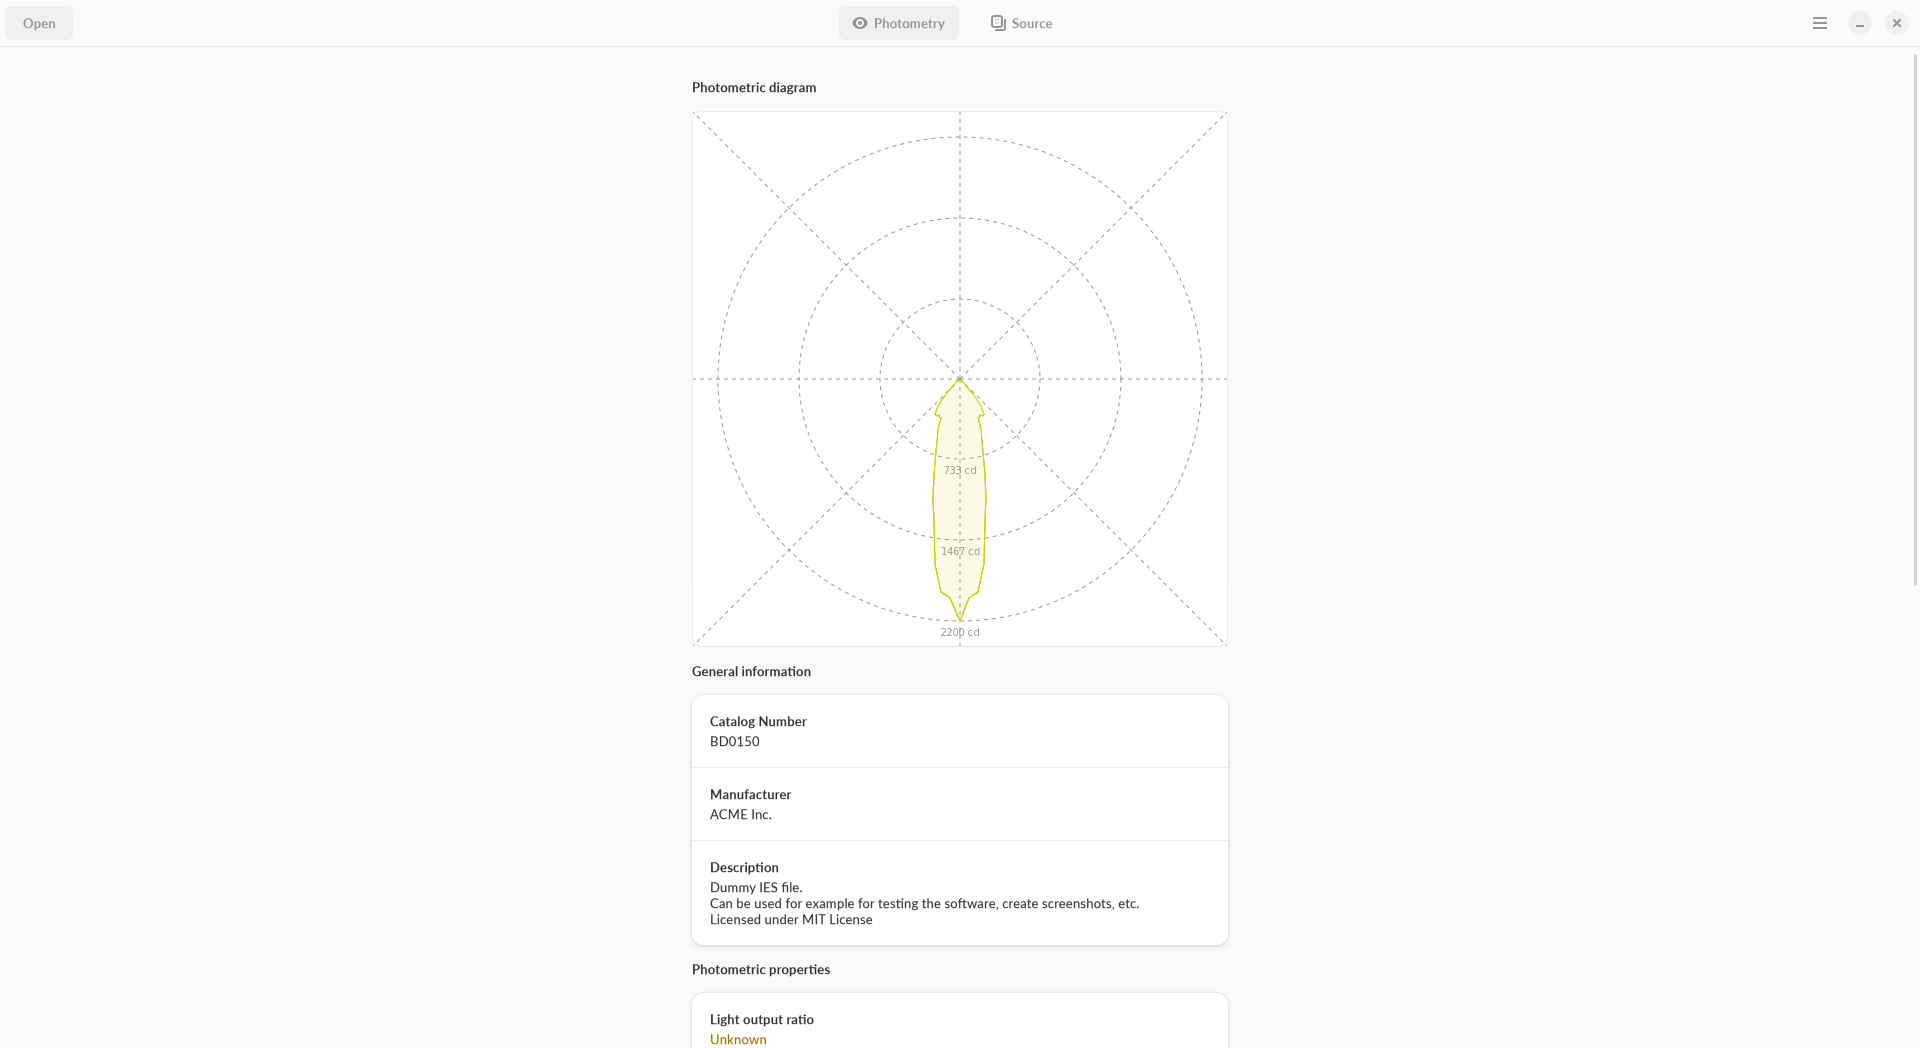 Open
Photometry
Source
Photometric diagram
733 cd
1467 cd
2200 cd
General information
Catalog Number
BD0150
Manufacturer
ACME Inc.
Description
Dummy IES file.
Can be used for example for testing the software, create screenshots, etc.
Licensed under MIT License
Photometric properties
Light output ratio
Unknown